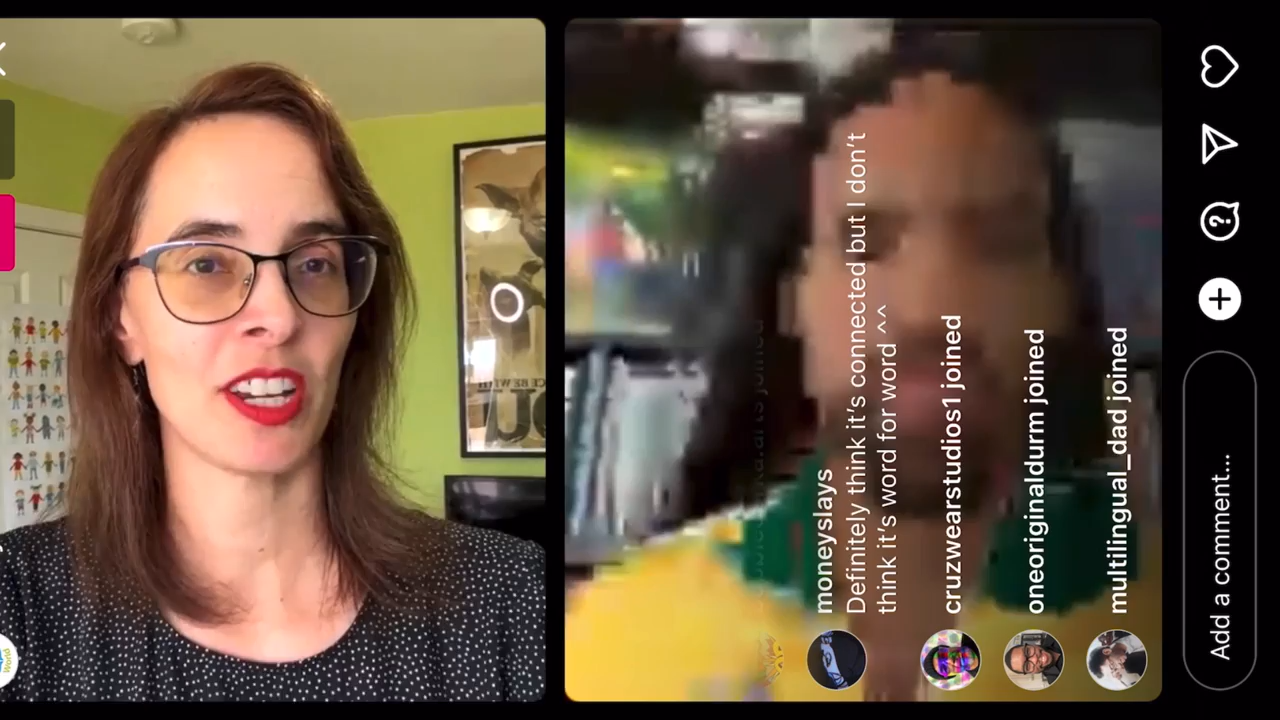 moneyslays
Definitely think it's connected but I don't
think it's word for word ^^
cruzwearstudios1 joined
oneoriginaldurm joined
multilingual_dad joined
Add a comment...
World